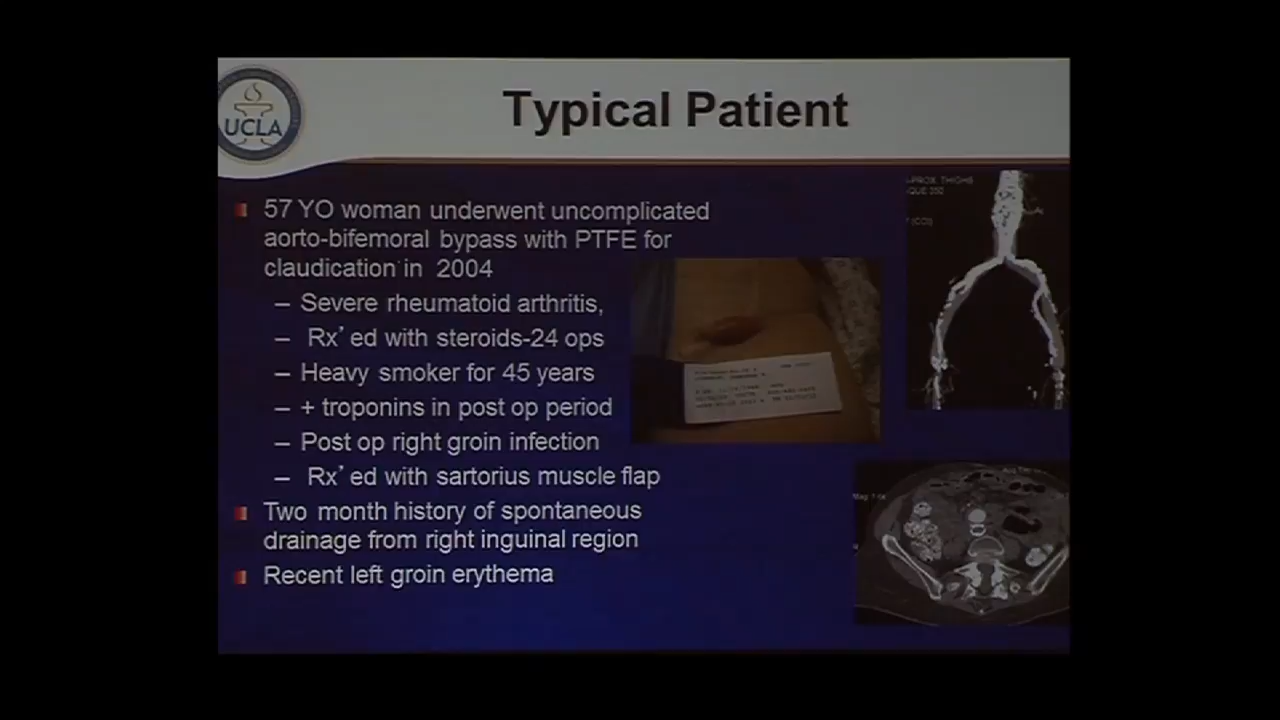 UCLA
Typical Patient
57 YO woman underwent uncomplicated
aorto-bifemoral bypass with PTFE for
claudication in 2004
– Severe rheumatoid arthritis,
– Rx'ed with steroids-24 ops
– Heavy smoker for 45 years
– + troponins in post op period
– Post op right groin infection
– Rx'ed with sartorius muscle flap
Two month history of spontaneous
drainage from right inguinal region
Recent left groin erythema
PROX. THIGHS